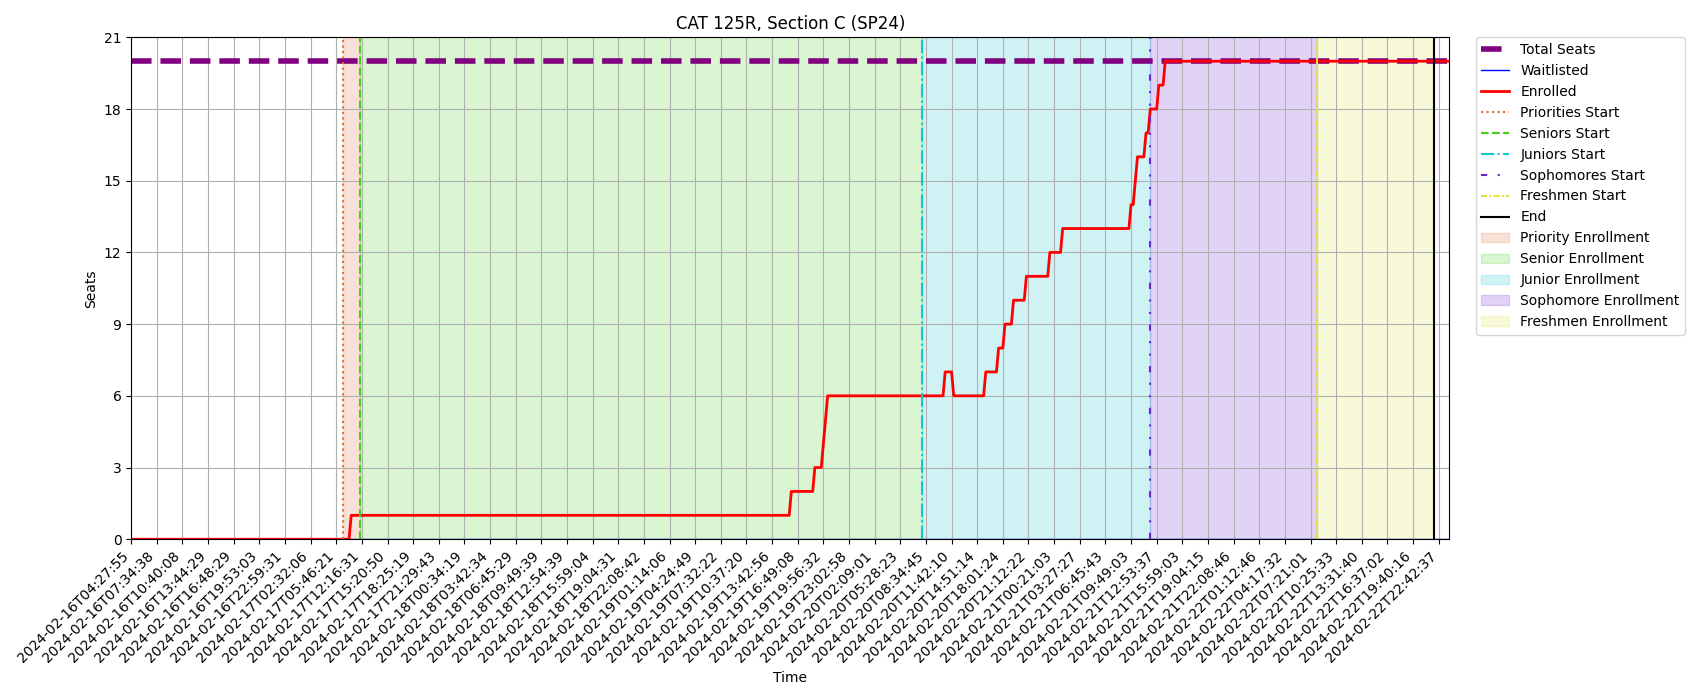 CAT 125R, Section C (SP24)
21
18
15
12
9
6
3
0
Seats
2024-02-16T04:27:55
2024-02-16T07:34:38
2024-02-16T10:40:08
2024-02-16T13:44:29
2024-02-16T16:48:29
2024-02-16T19:53:03
2024-02-16T22:59:31
2024-02-17T02:32:06
2024-02-17T05:46:21
2024-02-17T12:16:31
2024-02-17T15:20:50
2024-02-17T18:25:19
2024-02-17T21:29:43
2024-02-18T00:34:19
2024-02-18T03:42:34
2024-02-18T06:45:29
2024-02-18T09:49:39
2024-02-18T12:54:39
2024-02-18T15:59:04
2024-02-18T19:04:31
2024-02-18T22:08:42
2024-02-19T01:14:06
2024-02-19T04:24:49
2024-02-19T07:32:22
2024-02-19T10:37:20
2024-02-19T13:42:56
2024-02-19T16:49:08
2024-02-19T19:56:32
2024-02-19T23:02:58
2024-02-20T02:09:01
2024-02-20T05:28:23
2024-02-20T08:34:45
2024-02-20T11:42:10
2024-02-20T14:51:14
2024-02-20T18:01:24
2024-02-20T21:12:22
2024-02-21T00:21:03
2024-02-21T03:27:27
2024-02-21T06:45:43
2024-02-21T09:49:03
2024-02-21T12:53:37
2024-02-21T15:59:03
2024-02-21T19:04:15
2024-02-21T22:08:46
2024-02-22T01:12:46
2024-02-22T04:17:32
2024-02-22T07:21:01
2024-02-22T10:25:33
2024-02-22T13:31:40
2024-02-22T16:37:02
2024-02-22T19:40:16
2024-02-22T22:42:37
Time
Total Seats
Waitlisted
Enrolled
Priorities Start
Seniors Start
Juniors Start
Sophomores Start
Freshmen Start
End
Priority Enrollment
Senior Enrollment
Junior Enrollment
Sophomore Enrollment
Freshmen Enrollment